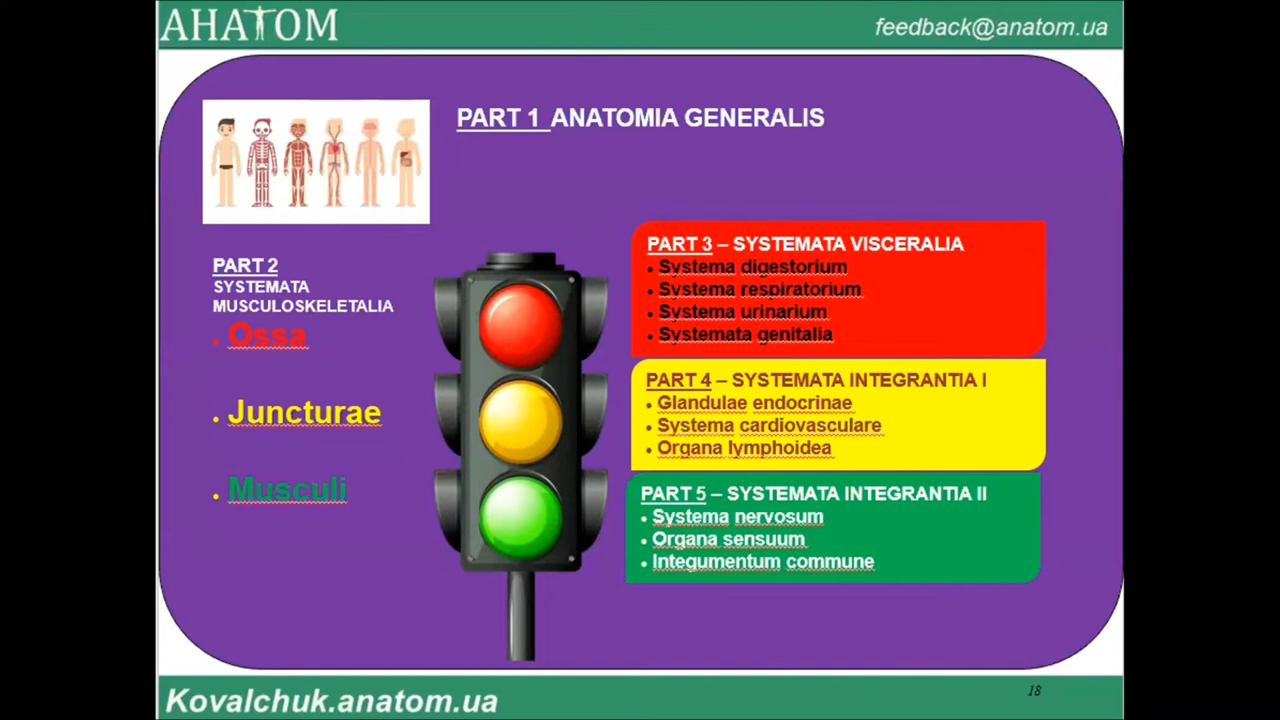 АНАТОМ
feedback@anatom.ua
PART 1 ANATOMIA GENERALIS
PART 2
SYSTEMATA
MUSCULOSKELETALIA
• Ossa
• Juncturae
• Musculi
PART 3 – SYSTEMATA VISCERALIA
• Systema digestorium
• Systema respiratorium
• Systema urinarium
• Systemata genitalia
PART 4 – SYSTEMATA INTEGRANTIA I
• Glandulae endocrinae
• Systema cardiovasculare
• Organa lymphoidea
PART 5 – SYSTEMATA INTEGRANTIA II
• Systema nervosum
• Organa sensuum
• Integumentum commune
Kovalchuk.anatom.ua
18